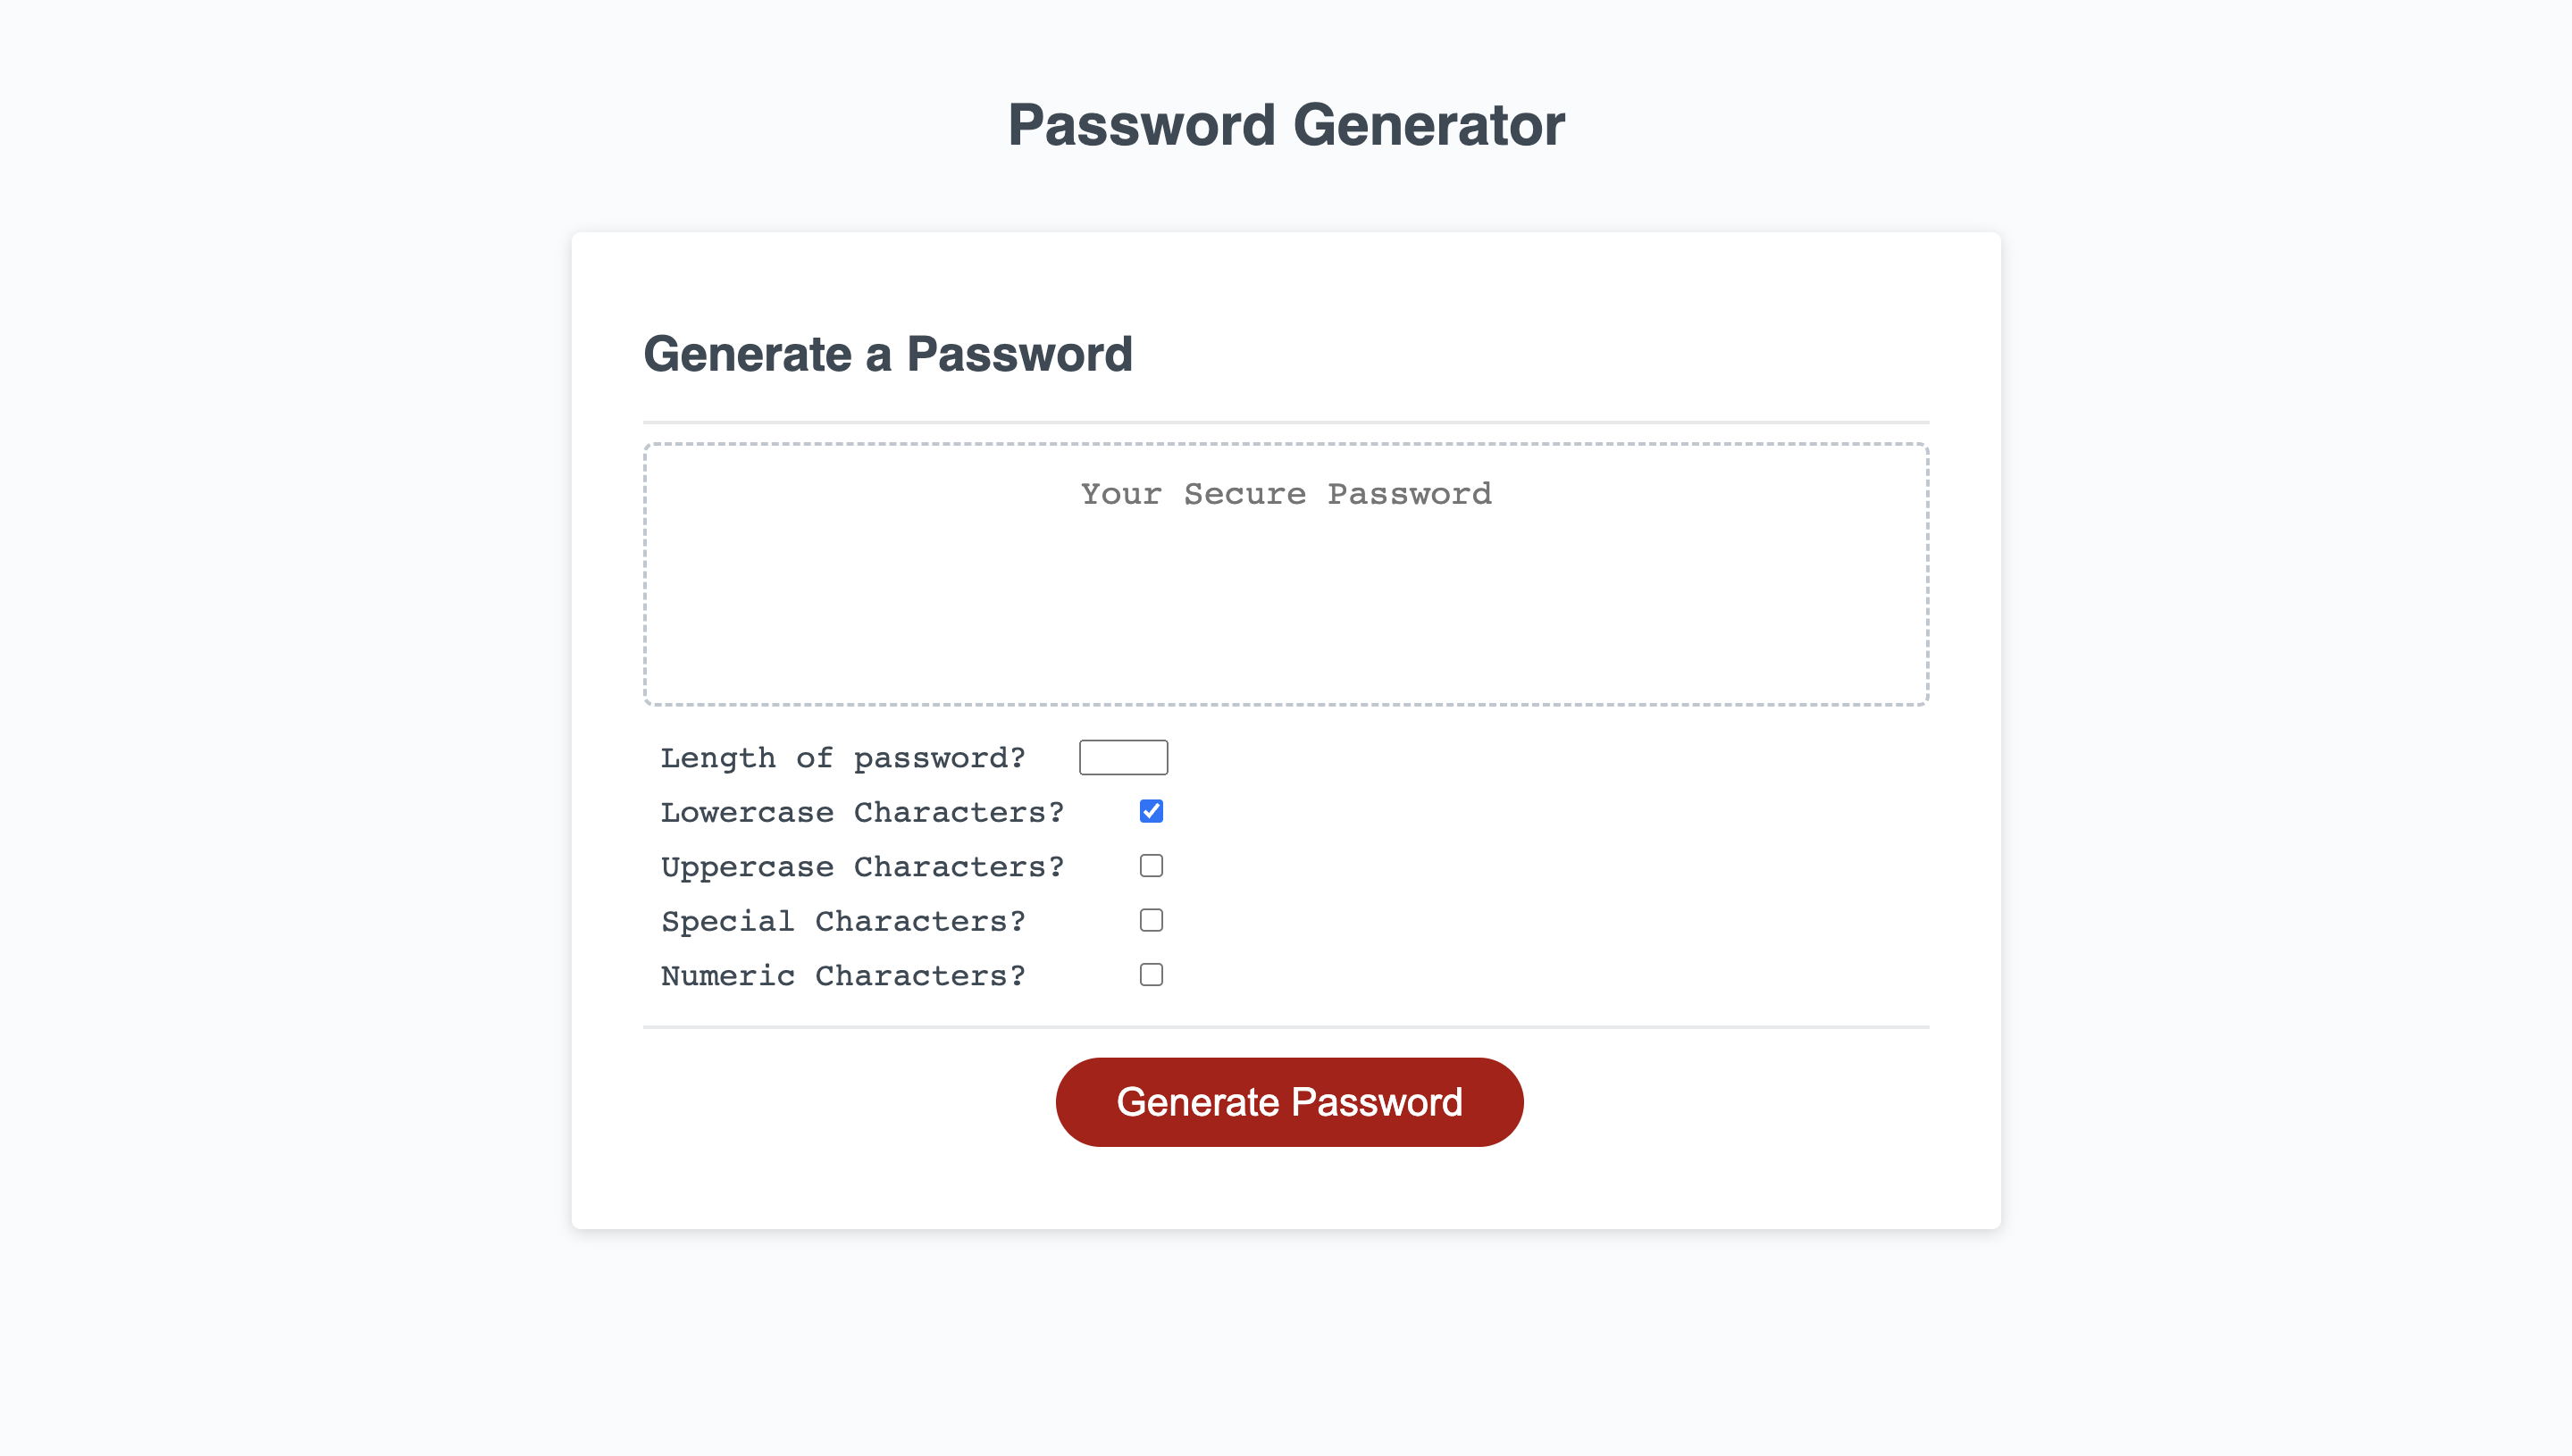 Password Generator
Generate a Password
Your Secure Password
Length of password?
Lowercase Characters?
Uppercase Characters?
Special Characters?
Numeric Characters?
Generate Password